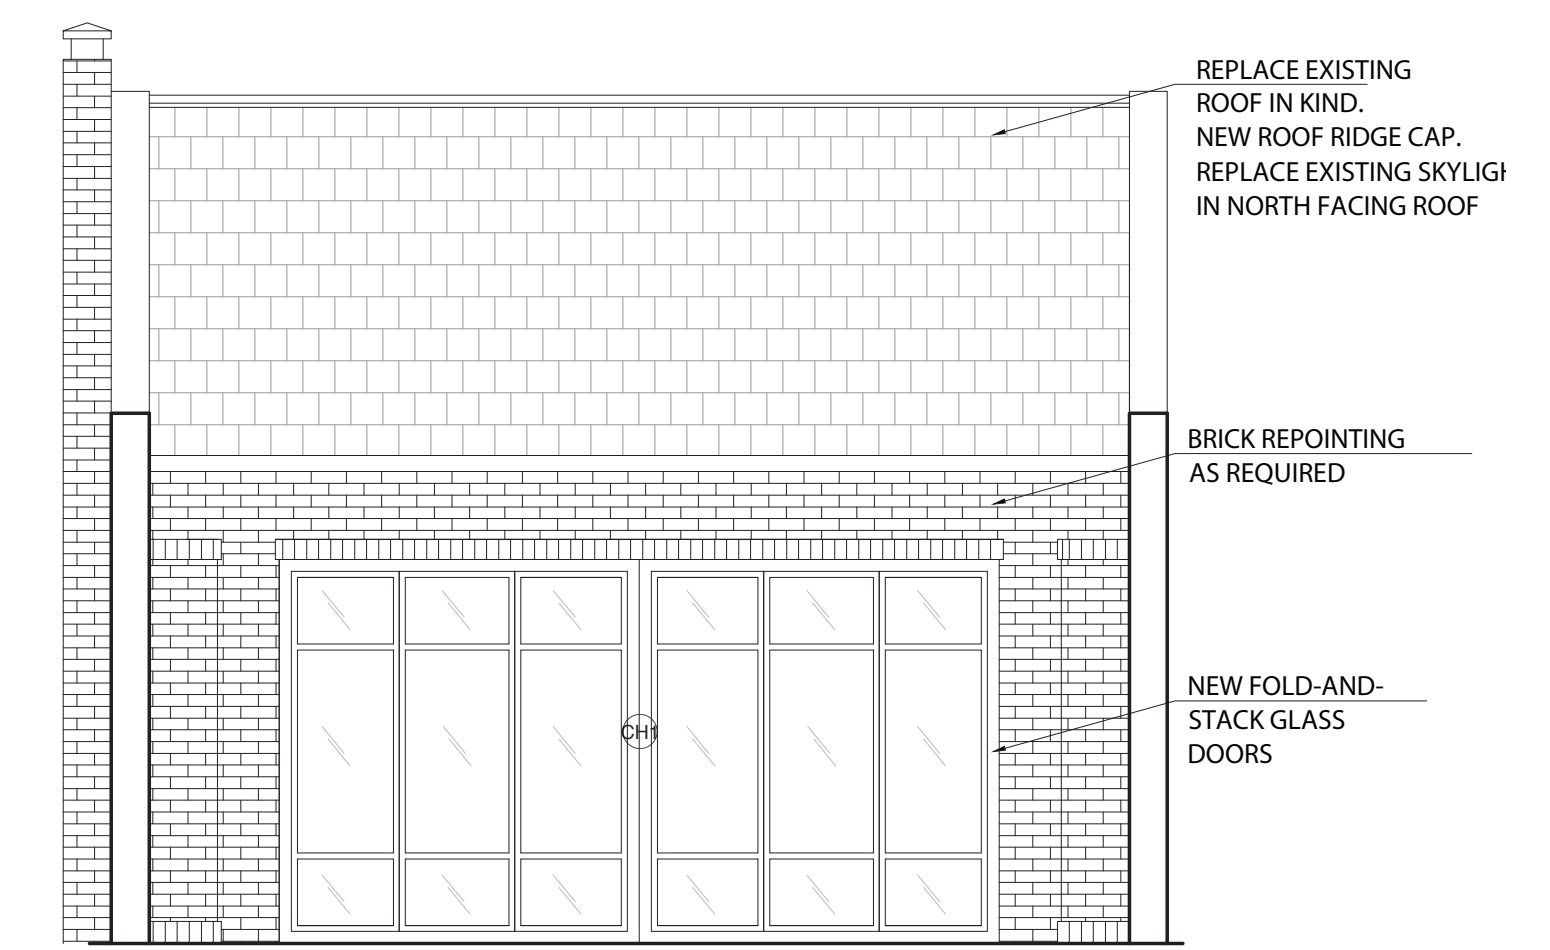 REPLACE EXISTING
ROOF IN KIND.
NEW ROOF RIDGE CAP.
REPLACE EXISTING
IN NORTH FACING ROOF
BRICK REPOINTING
AS REQUIRED
NEW FOLD-AND-
STACK GLASS
DOORS
CH1